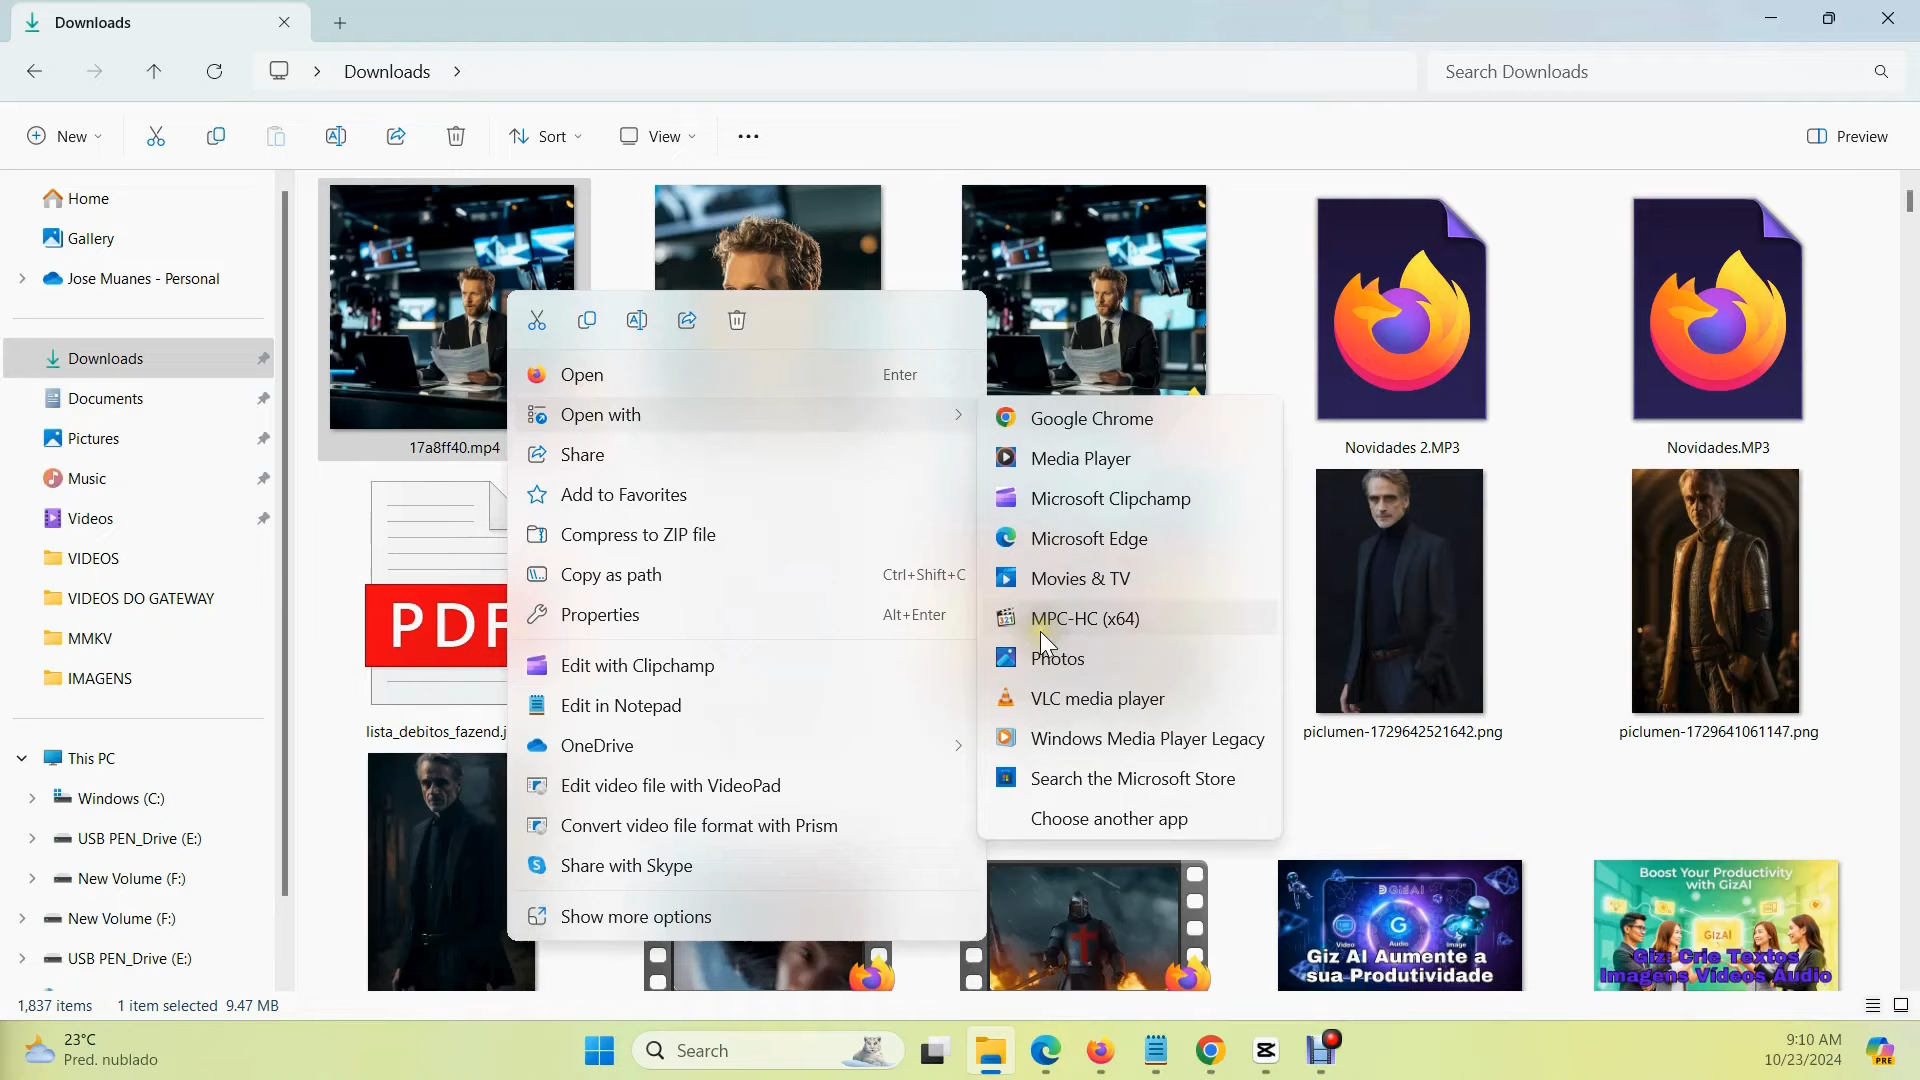 Downloads
Downloads
Search Downloads
New
Sort
View
Preview
Home
Gallery
Jose Muanes - Personal
Downloads
Documents
Pictures
Music
Videos
VIDEOS
VIDEOS DO GATEWAY
MMKV
IMAGENS
This PC
Windows (C:)
USB PEN_Drive (E:)
New Volume (F:)
New Volume (F:)
USB PEN_Drive (E:)
17a8ff40.mp4
Novidades 2.MP3
Novidades.MP3
PDF
lista_debitos_fazend.j
piclumen-1729642521642.png
piclumen-1729641061147.png
Open Enter
Open with
Share
Add to Favorites
Compress to ZIP file
Copy as path Ctrl+Shift+C
Properties Alt+Enter
Edit with Clipchamp
Edit in Notepad
OneDrive
Edit video file with VideoPad
Convert video file format with Prism
Share with Skype
Show more options
Google Chrome
Media Player
Microsoft Clipchamp
Microsoft Edge
Movies & TV
MPC-HC (x64)
Photos
VLC media player
Windows Media Player Legacy
Search the Microsoft Store
Choose another app
GIZAI
Video
Audio
Image
Giz AI Aumente a
sua Produtividade
Boost Your Productivity
with GizAI
GIZAI
Giz: Crie Textos
Imagens Vídeos Áudio
1,837 items 1 item selected 9.47 MB
23°C
Pred. nublado
Search
9:10 AM
10/23/2024
PRE